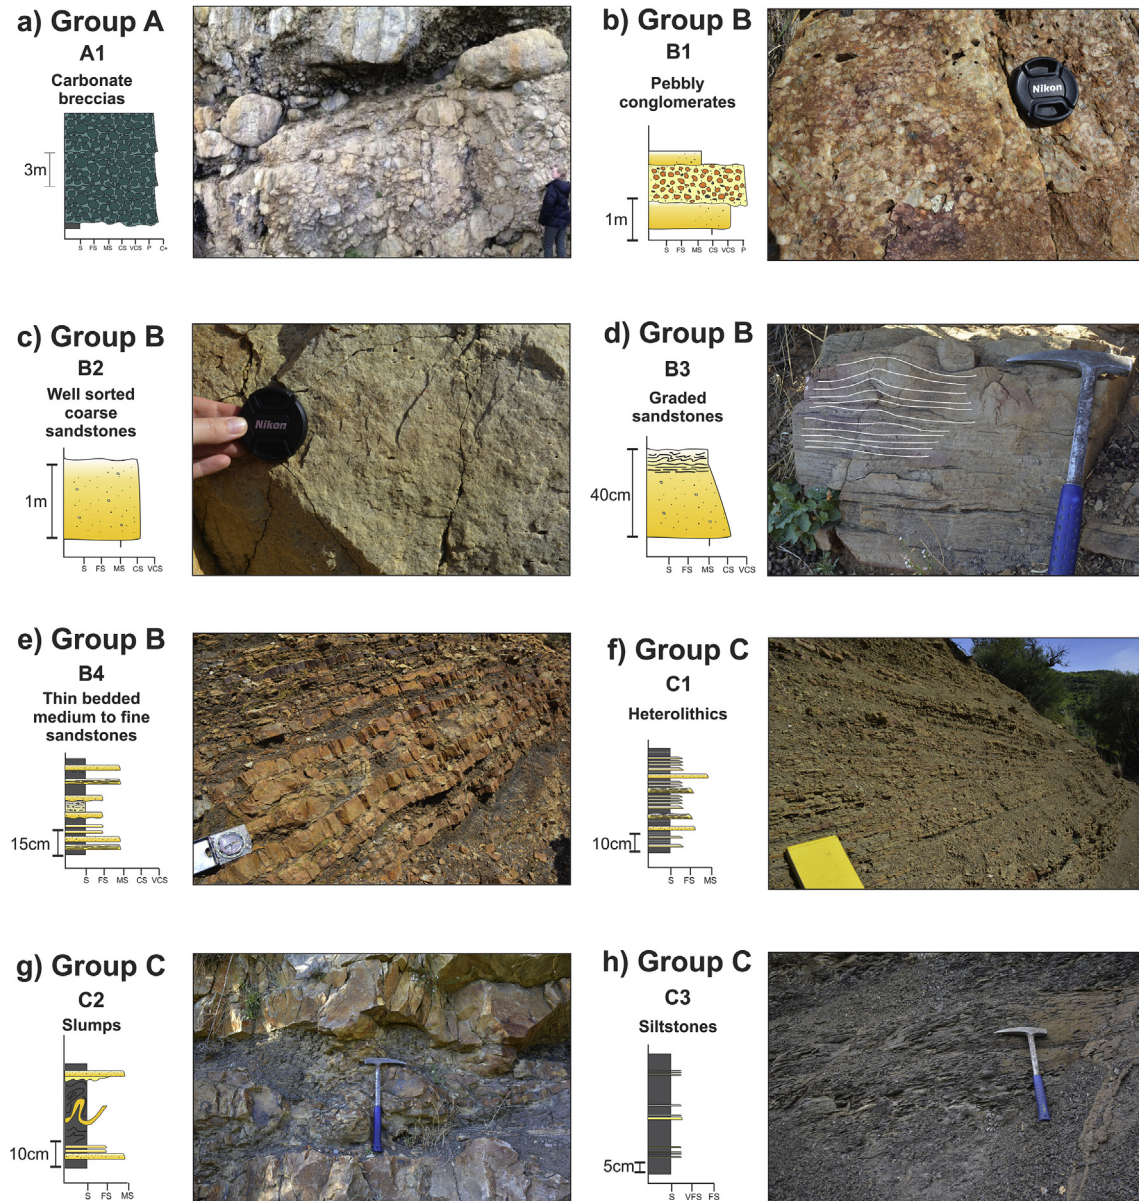 a) Group A
A1
Carbonate
breccias
3m
S FS MS CS VCS P C+
b) Group B
B1
Pebbly
conglomerates
1m
S FS MS CS VCS P
Nikon
c) Group B
B2
Well sorted
coarse
sandstones
1m
S FS MS CS VCS
Nikon
d) Group B
B3
Graded
sandstones
40cm
S FS MS CS VCS
e) Group B
B4
Thin bedded
medium to fine
sandstones
15cm
S FS MS CS VCS
f) Group C
C1
Heterolithics
10cm
S FS MS
g) Group C
C2
Slumps
10cm
S FS MS
h) Group C
C3
Siltstones
5cm
S VFS FS